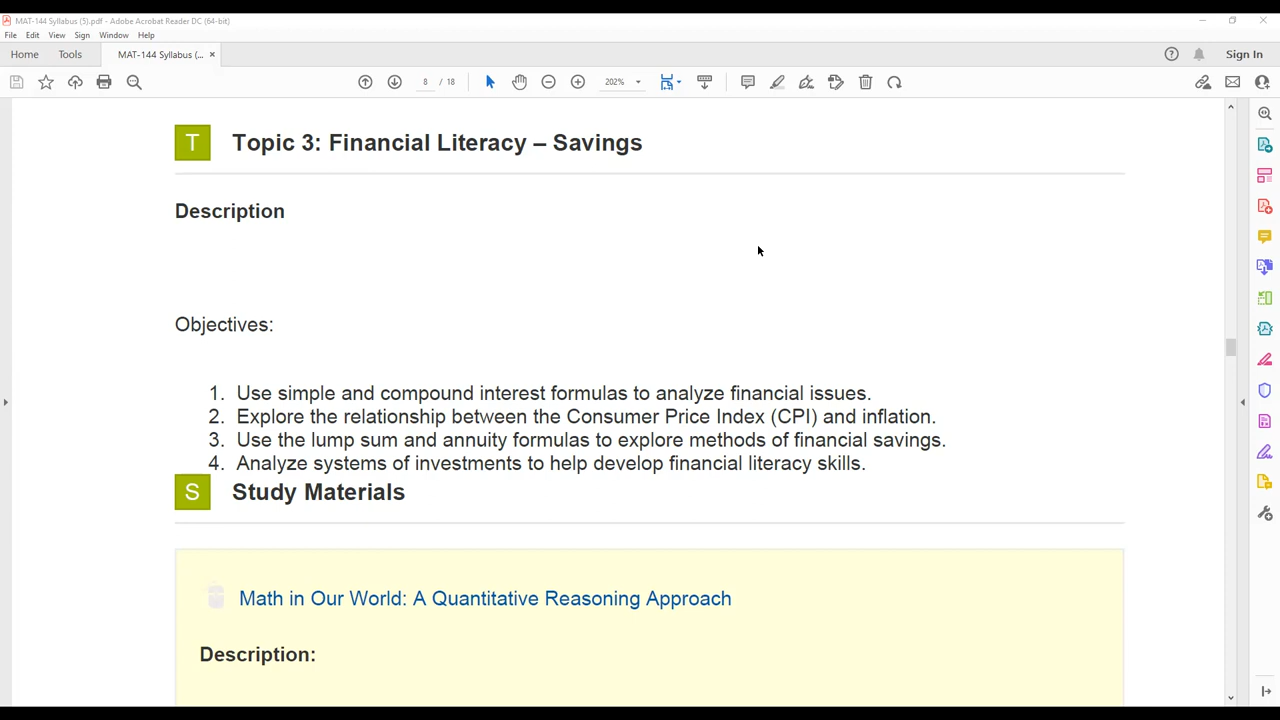 MAT-144 Syllabus (5).pdf - Adobe Acrobat Reader DC (64-bit)
File Edit View Sign Window Help
Home Tools MAT-144 Syllabus (... × Sign In
8 / 18 202%
T Topic 3: Financial Literacy – Savings
Description
Objectives:
1. Use simple and compound interest formulas to analyze financial issues.
2. Explore the relationship between the Consumer Price Index (CPI) and inflation.
3. Use the lump sum and annuity formulas to explore methods of financial savings.
4. Analyze systems of investments to help develop financial literacy skills.
S Study Materials
Math in Our World: A Quantitative Reasoning Approach
Description: